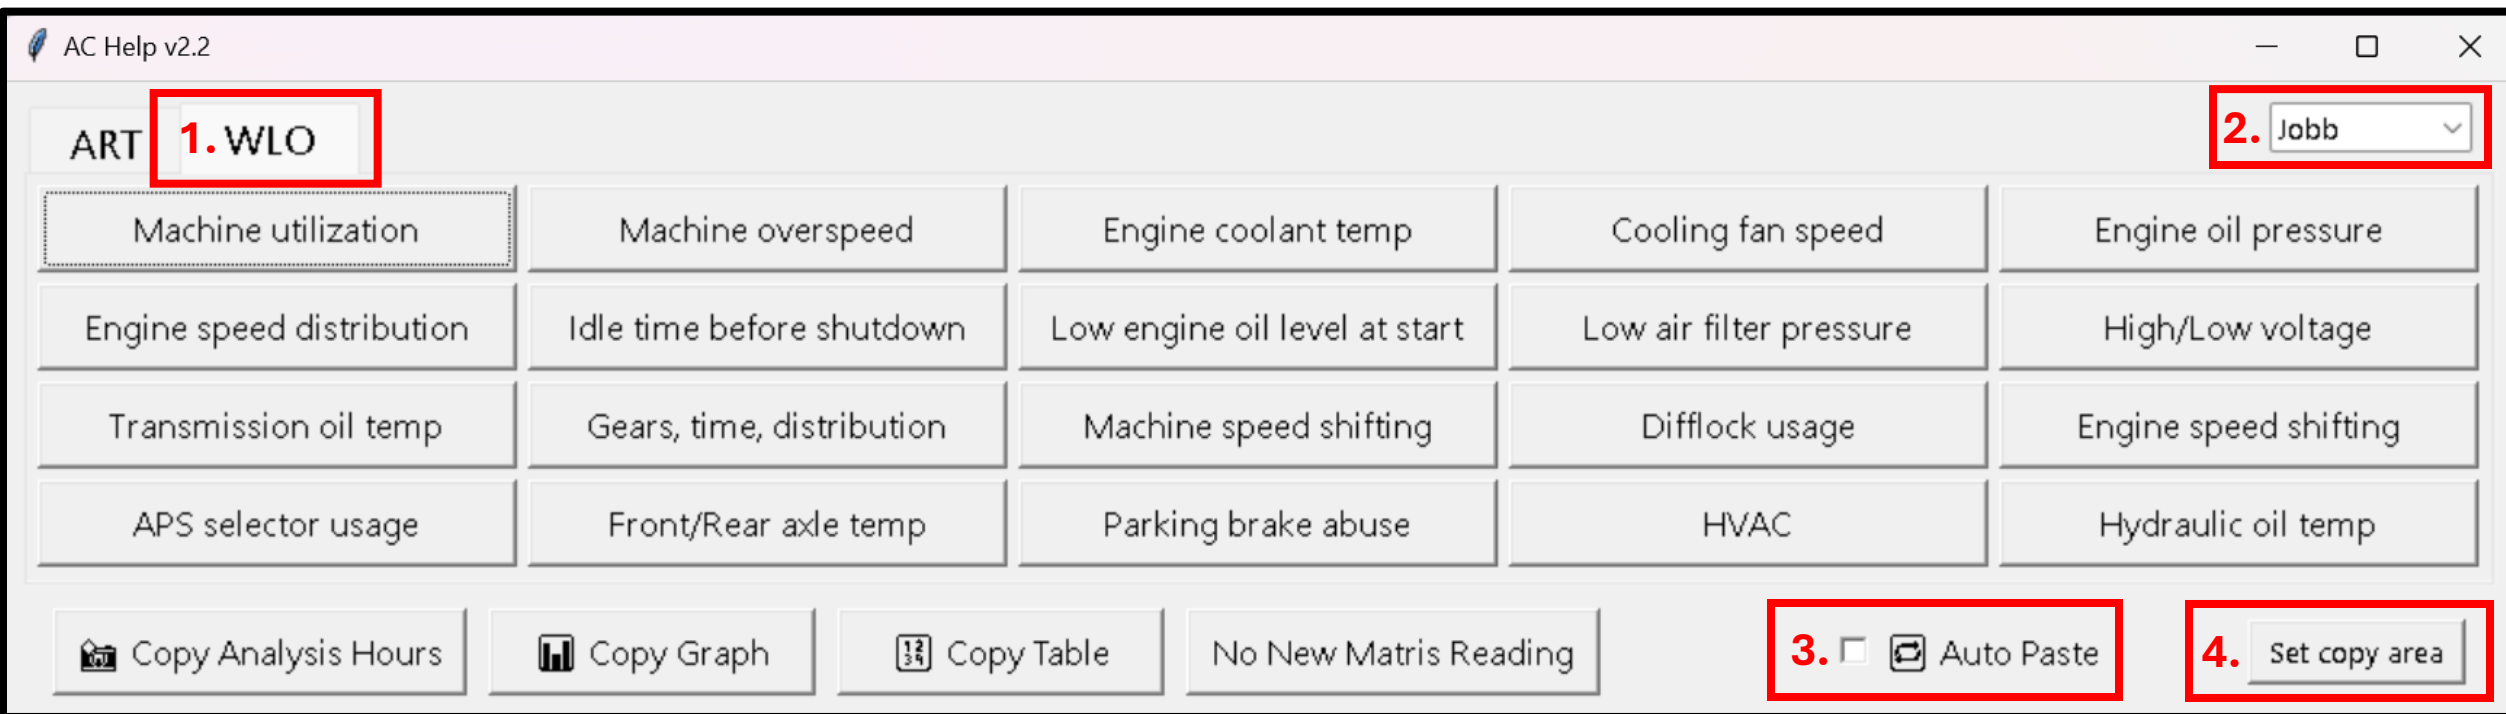 AC Help v2.2
ART 1. WLO 2. Jobb
Machine utilization Machine overspeed Engine coolant temp Cooling fan speed Engine oil pressure
Engine speed distribution Idle time before shutdown Low engine oil level at start Low air filter pressure High/Low voltage
Transmission oil temp Gears, time, distribution Machine speed shifting Difflock usage Engine speed shifting
APS selector usage Front/Rear axle temp Parking brake abuse HVAC Hydraulic oil temp
Copy Analysis Hours Copy Graph 12 34 Copy Table No New Matris Reading 3. Auto Paste 4. Set copy area